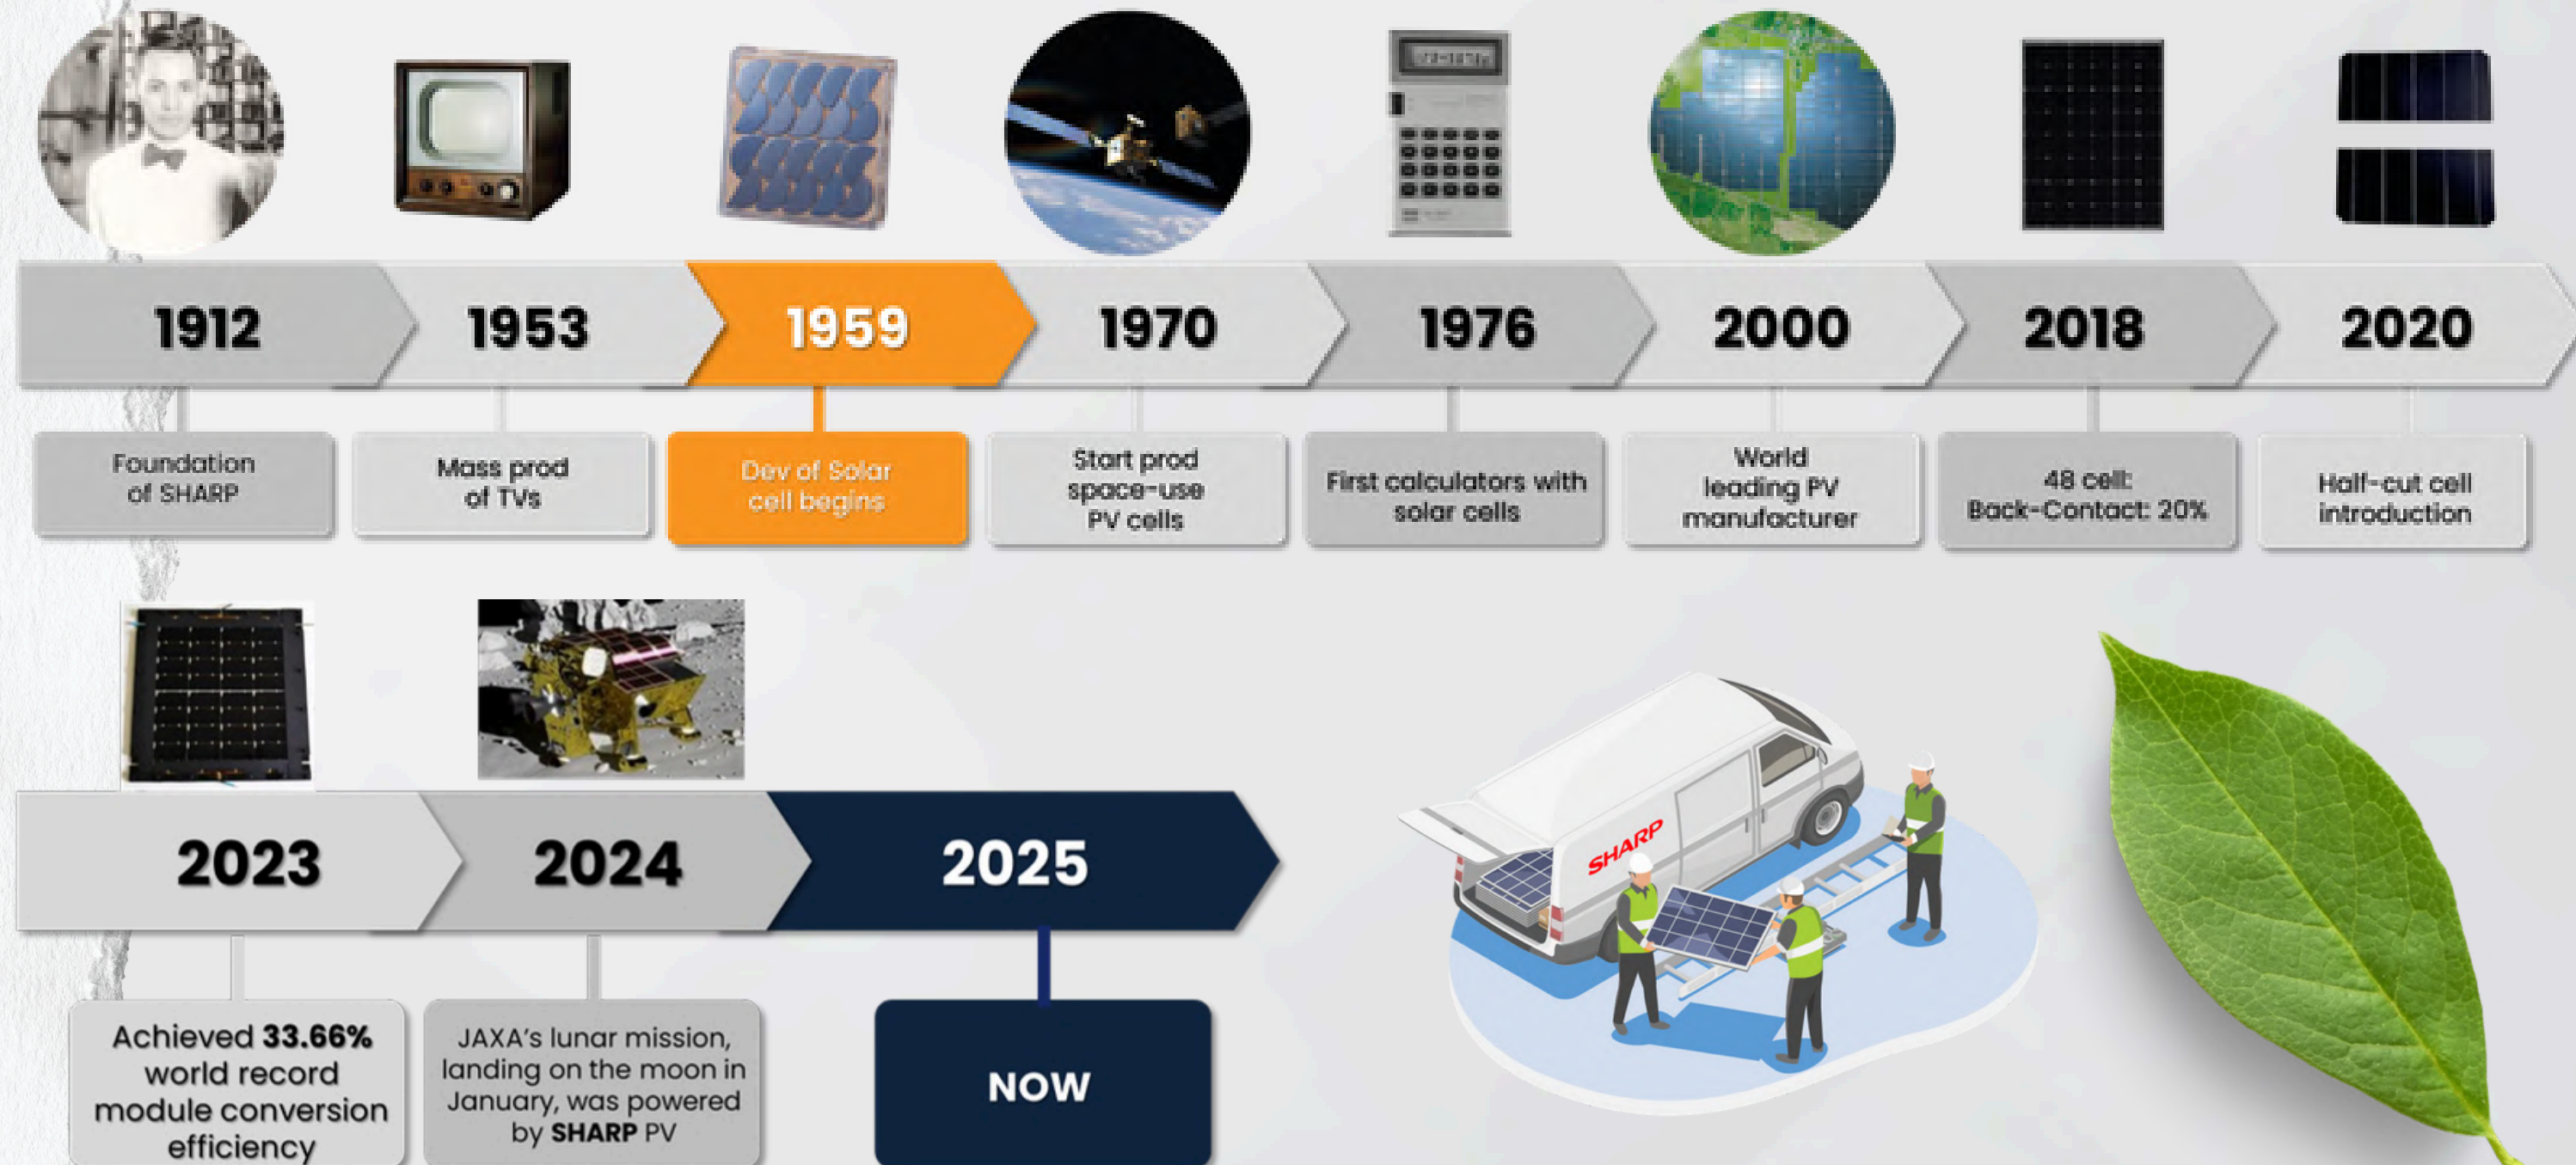 1912
1953
1959
1970
1976
2000
2018
2020
Foundation
of SHARP
Mass prod
of TVs
Dev of Solar
cell begins
Start prod
space-use
PV cells
First calculators with
solar cells
World
leading PV
manufacturer
48 cell:
Back-Contact: 20%
Half-cut cell
introduction
2023
2024
2025
SHARP
Achieved 33.66%
world record
module conversion
efficiency
JAXA's lunar mission,
landing on the moon in
January, was powered
by SHARP PV
NOW